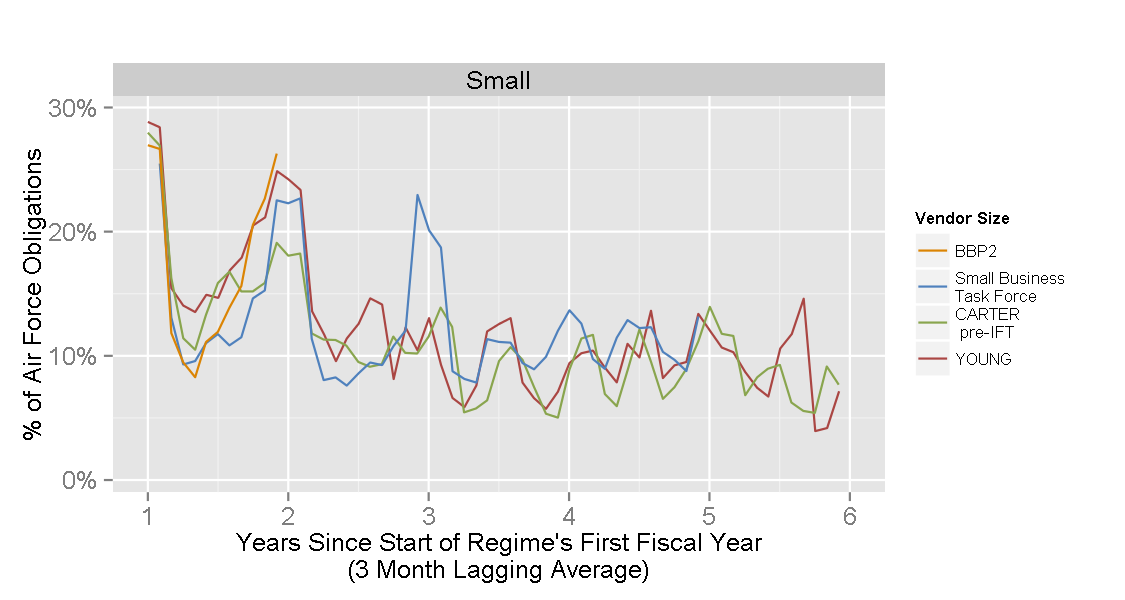 Small
30%
20%
10%
0%
% of Air Force Obligations
1 2 3 4 5 6
Years Since Start of Regime's First Fiscal Year
(3 Month Lagging Average)
Vendor Size
BBP2
Small Business
Task Force
CARTER
pre-IFT
YOUNG